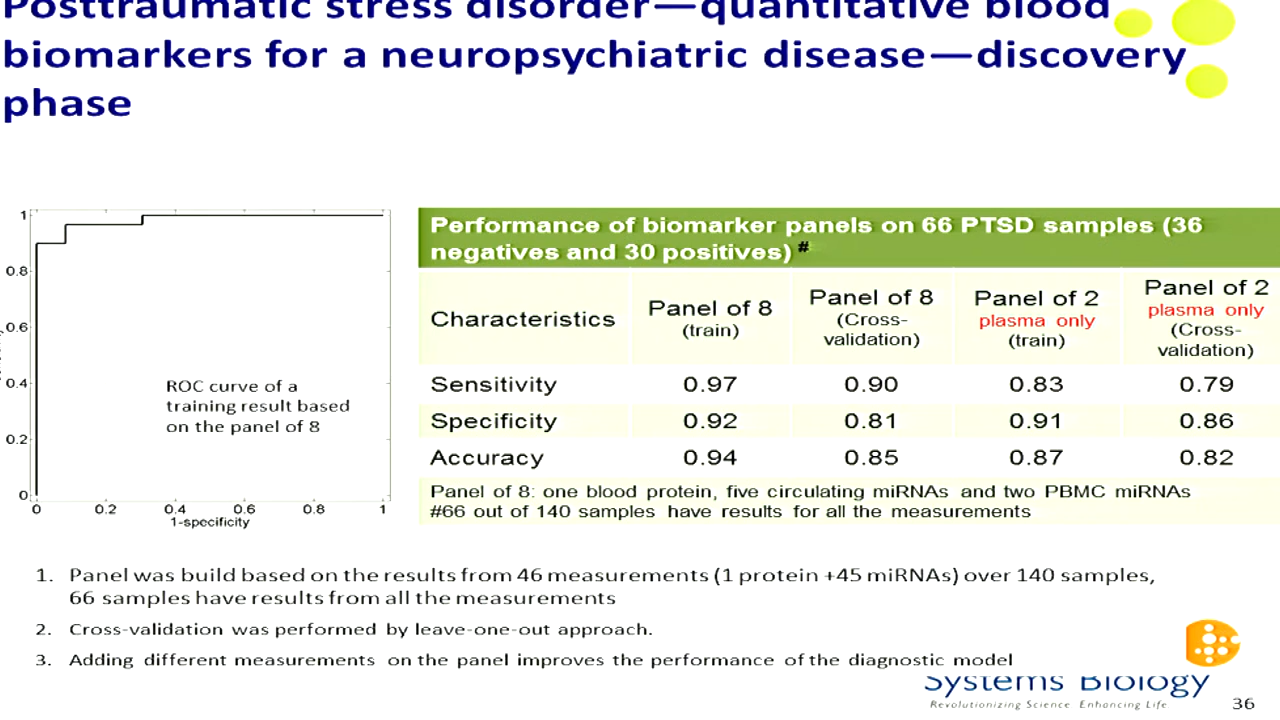 Posttraumatic stress disorder—quantitative blood
biomarkers for a neuropsychiatric disease—discovery
phase
1
0.8
0.6
0.4
0.2
0
0 0.2 0.4 0.6 0.8 1
1-specificity
ROC curve of a
training result based
on the panel of 8
Performance of biomarker panels on 66 PTSD samples (36
negatives and 30 positives) #
Characteristics Panel of 8 (train) Panel of 8 (Cross-validation) Panel of 2 plasma only (train) Panel of 2 plasma only (Cross-validation)
Sensitivity 0.97 0.90 0.83 0.79
Specificity 0.92 0.81 0.91 0.86
Accuracy 0.94 0.85 0.87 0.82
Panel of 8: one blood protein, five circulating miRNAs and two PBMC miRNAs
#66 out of 140 samples have results for all the measurements
1. Panel was build based on the results from 46 measurements (1 protein +45 miRNAs) over 140 samples,
66 samples have results from all the measurements
2. Cross-validation was performed by leave-one-out approach.
3. Adding different measurements on the panel improves the performance of the diagnostic model
Systems Biology
Revolutionizing Science. Enhancing Life.
36